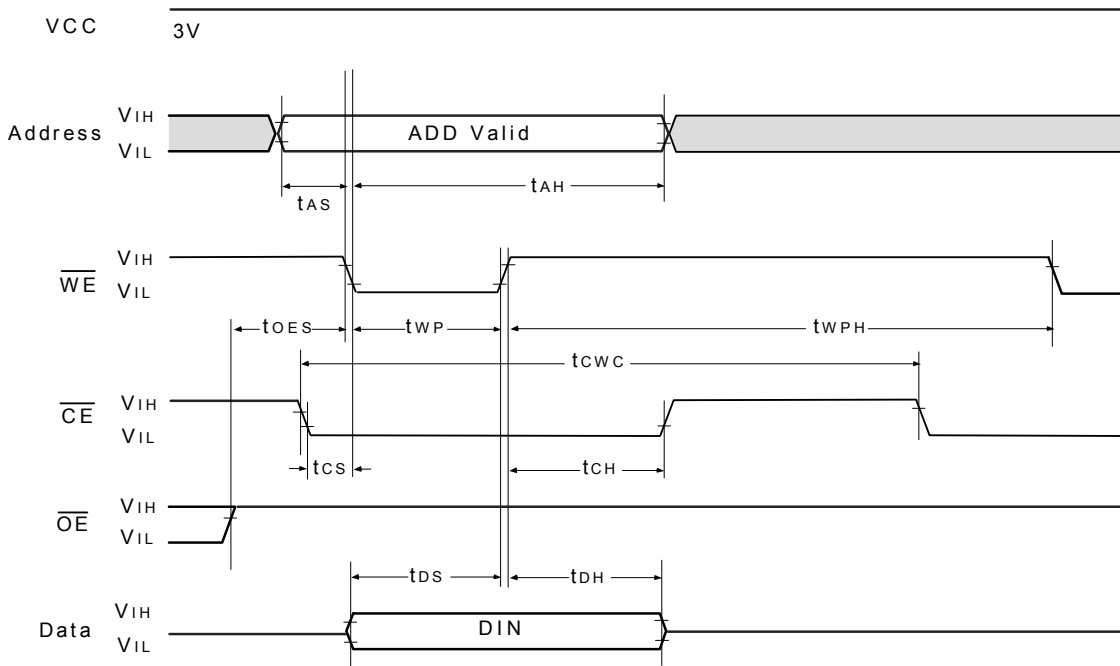 VCC
3V
Address
VIH
VIL
ADD Valid
tAS
tAH
WE
VIH
VIL
tOES
tWP
tWPH
tCWC
CE
VIH
VIL
tCS
tCH
OE
VIH
VIL
tDS
tDH
Data
VIH
VIL
DIN